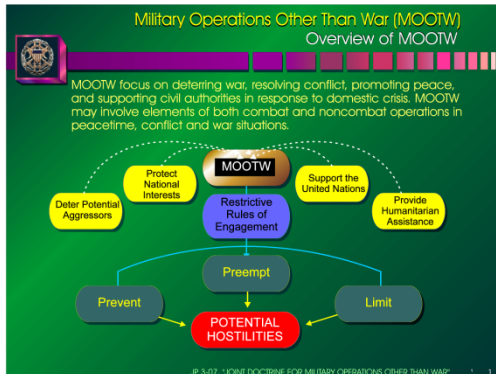 Military Operations Other Than War (MOOTW)
Overview of MOOTW
MOOTW focus on deterring war, resolving conflict, promoting peace,
and supporting civil authorities in response to domestic crisis. MOOTW
may involve elements of both combat and noncombat operations in
peacetime, conflict and war situations.
MOOTW
Protect
National
Interests
Support the
United Nations
Deter Potential
Aggressors
Restrictive
Rules of
Engagement
Provide
Humanitarian
Assistance
Preempt
Prevent
Limit
POTENTIAL
HOSTILITIES
JP 3-07, "JOINT DOCTRINE FOR MILITARY OPERATIONS OTHER THAN WAR"